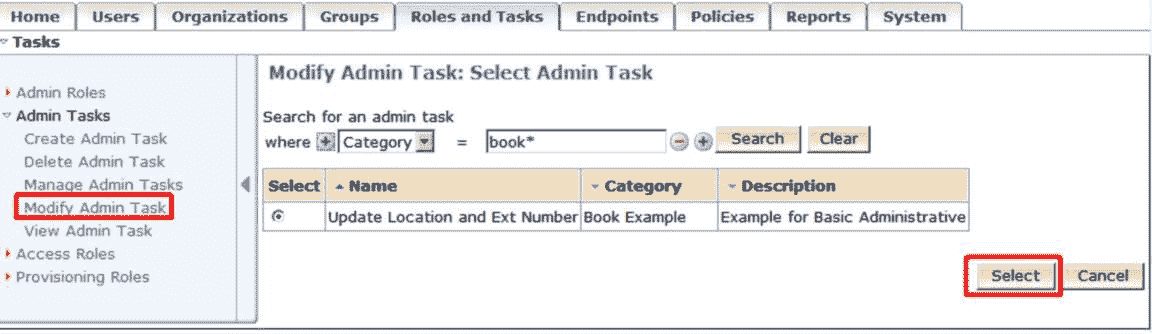 Home Users Organizations Groups Roles and Tasks Endpoints Policies Reports System
Tasks
Admin Roles
Admin Tasks
Create Admin Task
Delete Admin Task
Manage Admin Tasks
Modify Admin Task
View Admin Task
Access Roles
Provisioning Roles
Modify Admin Task: Select Admin Task
Search for an admin task
where Category = book* Search Clear
Select Name Category Description
Update Location and Ext Number Book Example Example for Basic Administrative
Select Cancel